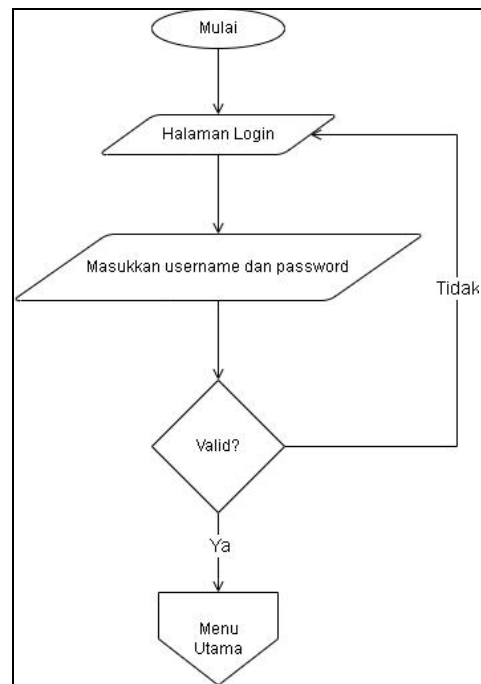 Mulai
Halaman Login
Masukkan username dan password
Tidak
Valid?
Ya
Menu
Utama